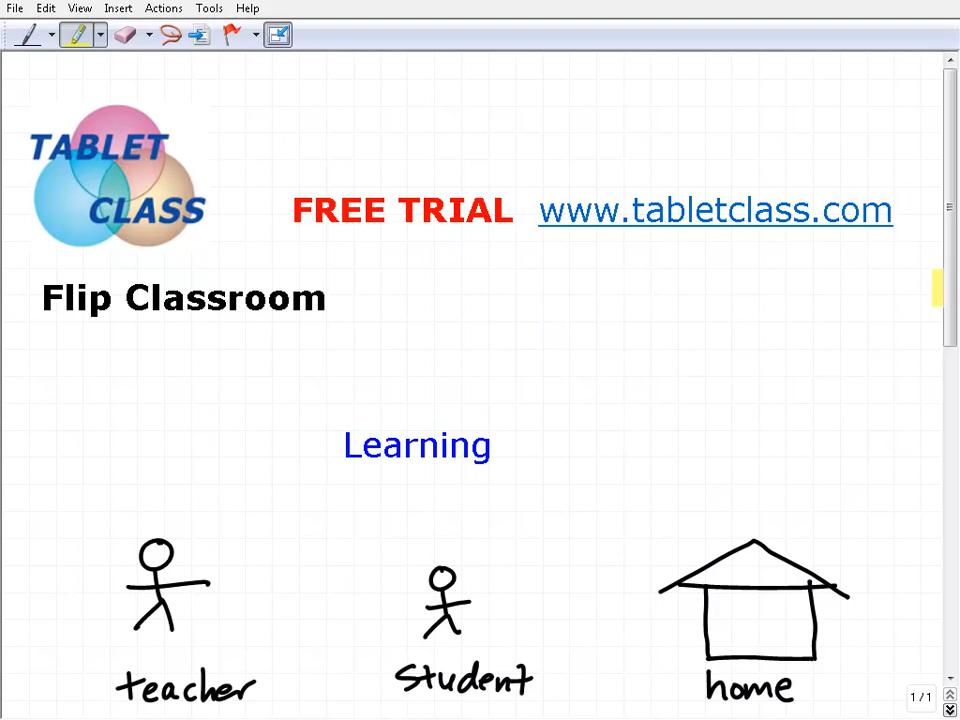 File Edit View Insert Actions Tools Help
TABLET
CLASS
FREE TRIAL www.tabletclass.com
Flip Classroom
Learning
teacher student home
1 / 1